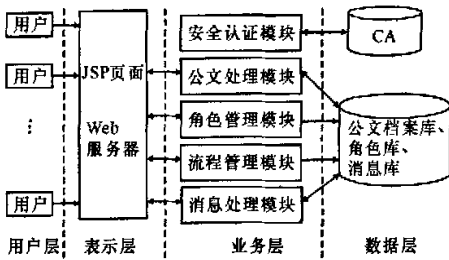 用户
安全认证模块
CA
用户
JSP页面
公文处理模块
⋮
Web
服务器
角色管理模块
公文档案库、
角色库、
消息库
流程管理模块
用户
消息处理模块
用户层
表示层
业务层
数据层